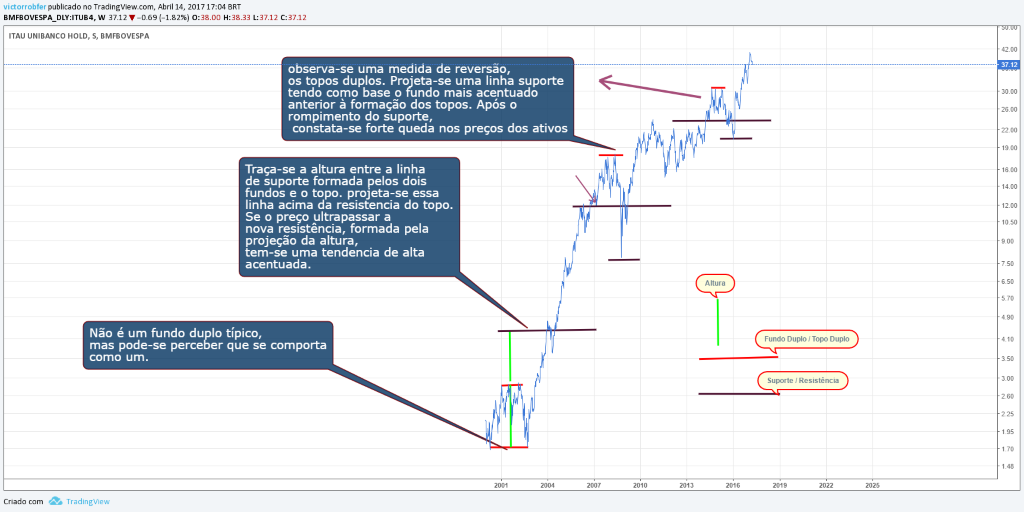 victorrobfer publicado no TradingView.com, Abril 14, 2017 17:04 BRT
BMFBOVESPA_DLY:ITUB4, W 37.12 ▼ −0.69 (−1.82%) O:38.00 H:38.33 L:37.12 C:37.12
ITAU UNIBANCO HOLD, S, BMFBOVESPA
observa-se uma medida de reversão,
os topos duplos. Projeta-se uma linha suporte
tendo como base o fundo mais acentuado
anterior à formação dos topos. Após o
rompimento do suporte,
constata-se forte queda nos preços dos ativos
Traça-se a altura entre a linha
de suporte formada pelos dois
fundos e o topo. projeta-se essa
linha acima da resistencia do topo.
Se o preço ultrapassar a
nova resistência, formada pela
projeção da altura,
tem-se uma tendencia de alta
acentuada.
Não é um fundo duplo típico,
mas pode-se perceber que se comporta
como um.
Altura
Fundo Duplo / Topo Duplo
Suporte / Resistência
50.00
42.00
37.12
30.00
26.00
22.00
19.00
16.00
14.00
12.00
10.50
9.00
7.50
6.50
5.70
4.90
4.10
3.50
3.00
2.60
2.25
1.95
1.70
1.48
2001
2004
2007
2010
2013
2016
2019
2022
2025
Criado com TradingView